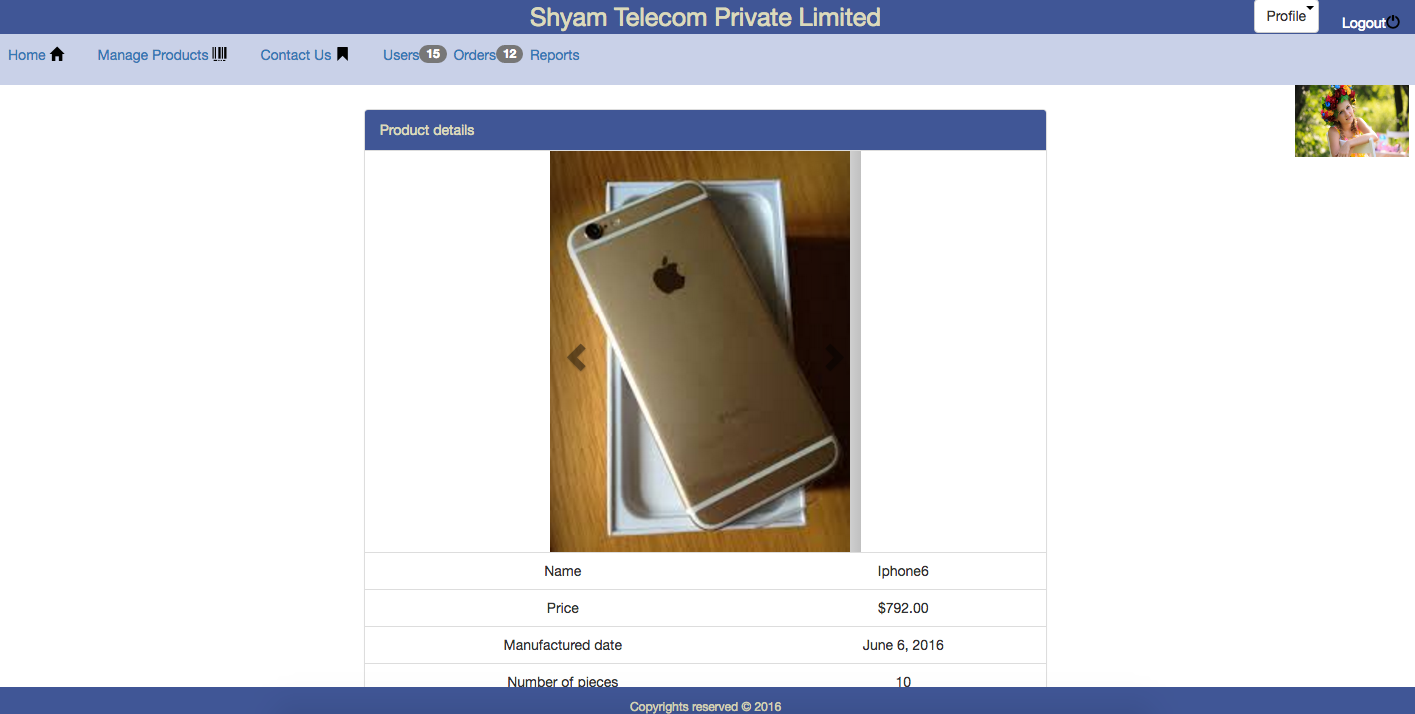 Shyam Telecom Private Limited
Profile
Logout
Home
Manage Products
Contact Us
Users 15
Orders 12
Reports
Product details
Name Iphone6
Price $792.00
Manufactured date June 6, 2016
Number of pieces 10
Copyrights reserved © 2016